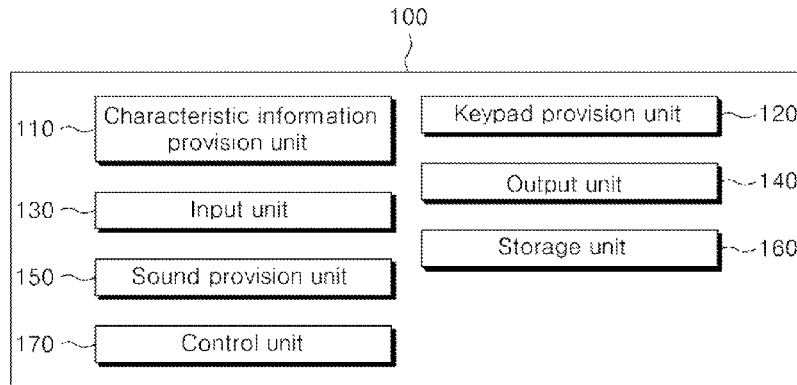 100
110
Characteristic information
provision unit
Keypad provision unit
120
130
Input unit
Output unit
140
150
Sound provision unit
Storage unit
160
170
Control unit